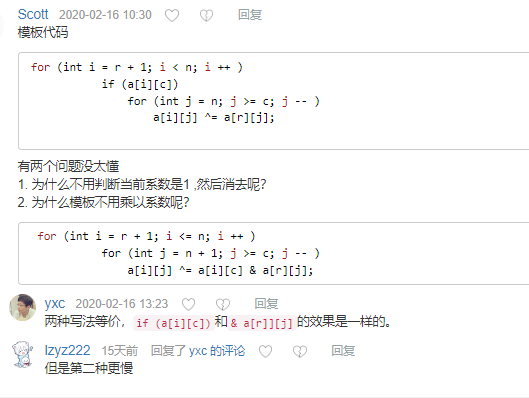 Scott 2020-02-16 10:30 回复
模板代码
for (int i = r + 1; i < n; i ++ )
if (a[i][c])
for (int j = n; j >= c; j -- )
a[i][j] ^= a[r][j];
有两个问题没太懂
1. 为什么不用判断当前系数是1 ,然后消去呢?
2. 为什么模板不用乘以系数呢?
for (int i = r + 1; i <= n; i ++ )
for (int j = n + 1; j >= c; j -- )
a[i][j] ^= a[i][c] & a[r][j];
yxc 2020-02-16 13:23 回复
两种写法等价，if (a[i][c])和& a[r]][j]的效果是一样的。
lzyz222 15天前 回复了 yxc 的评论 回复
但是第二种更慢